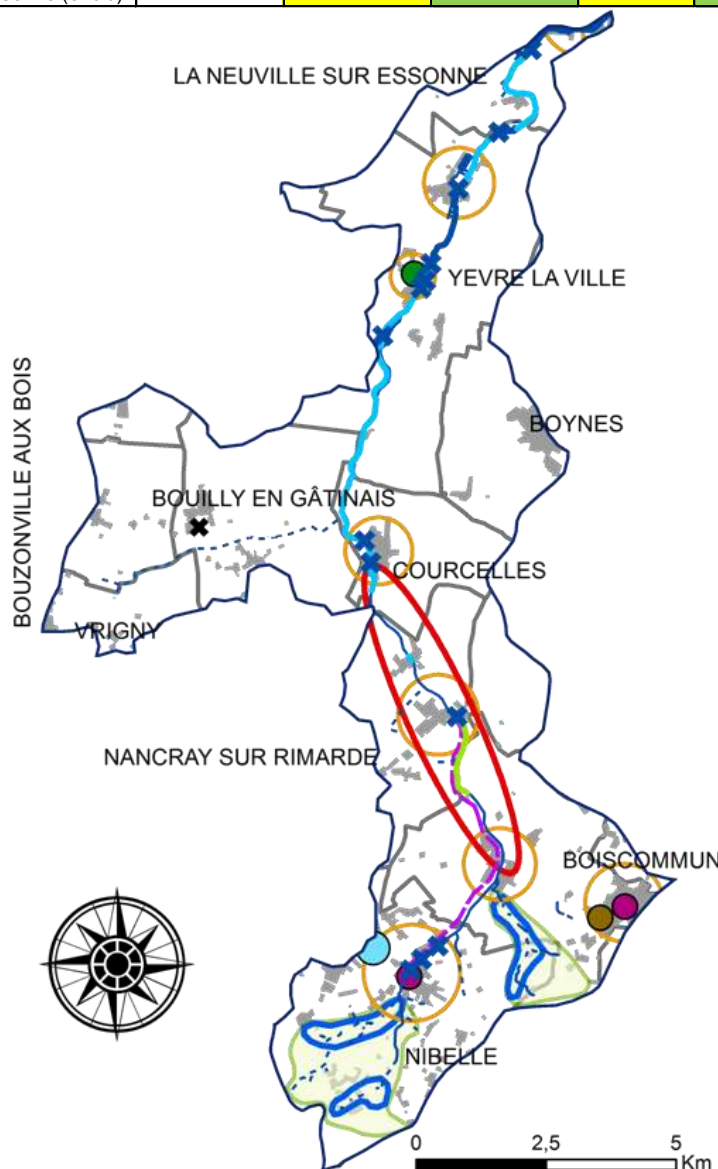 LA NEUVILLE SUR ESSONNE
YEVRE LA VILLE
BOUZONVILLE AUX BOIS
BOYNES
BOUILLY EN GÂTINAIS
COURCELLES
VRIGNY
NANCRAY SUR RIMARDE
BOISCOMMUN
NIBELLE
0 2,5 5
Km